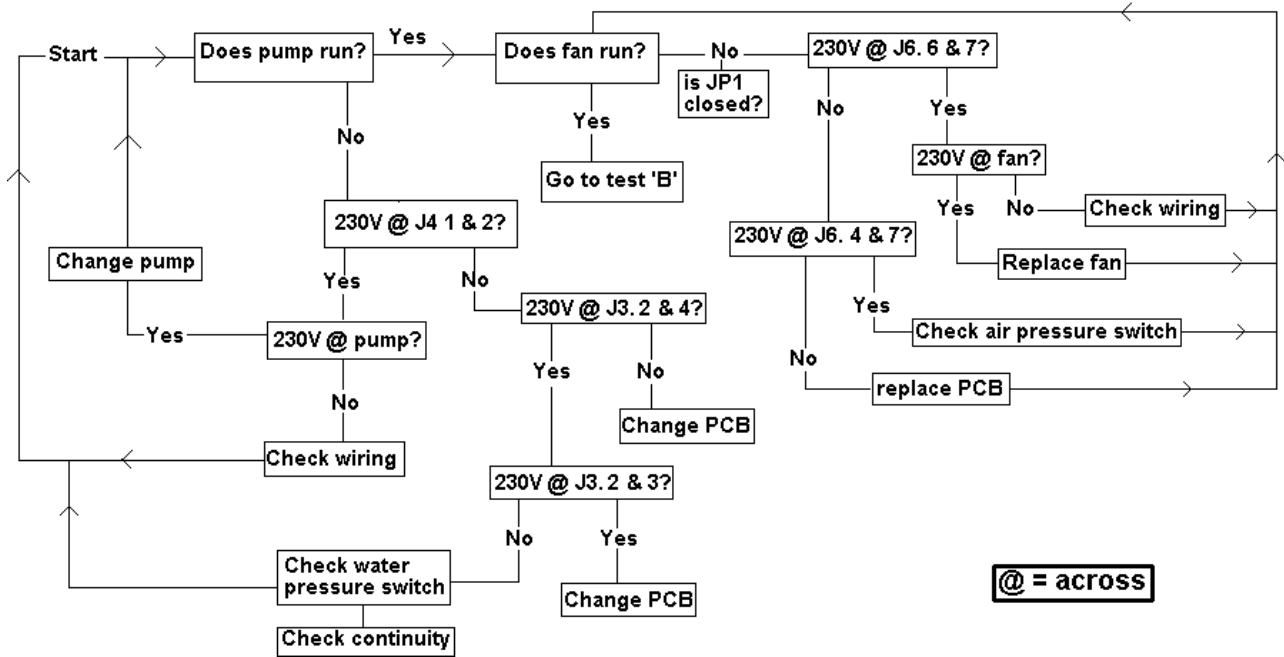 Start
Does pump run?
Yes
Does fan run?
No
is JP1
closed?
230V @ J6. 6 & 7?
No
Yes
Yes
No
Go to test 'B'
230V @ fan?
Yes
No
Check wiring
Replace fan
230V @ J4 1 & 2?
230V @ J6. 4 & 7?
Change pump
Yes
No
Yes
Check air pressure switch
No
replace PCB
230V @ J3. 2 & 4?
Yes
230V @ pump?
Yes
No
Change PCB
No
Check wiring
230V @ J3. 2 & 3?
No
Yes
Check water
pressure switch
Change PCB
Check continuity
@ = across